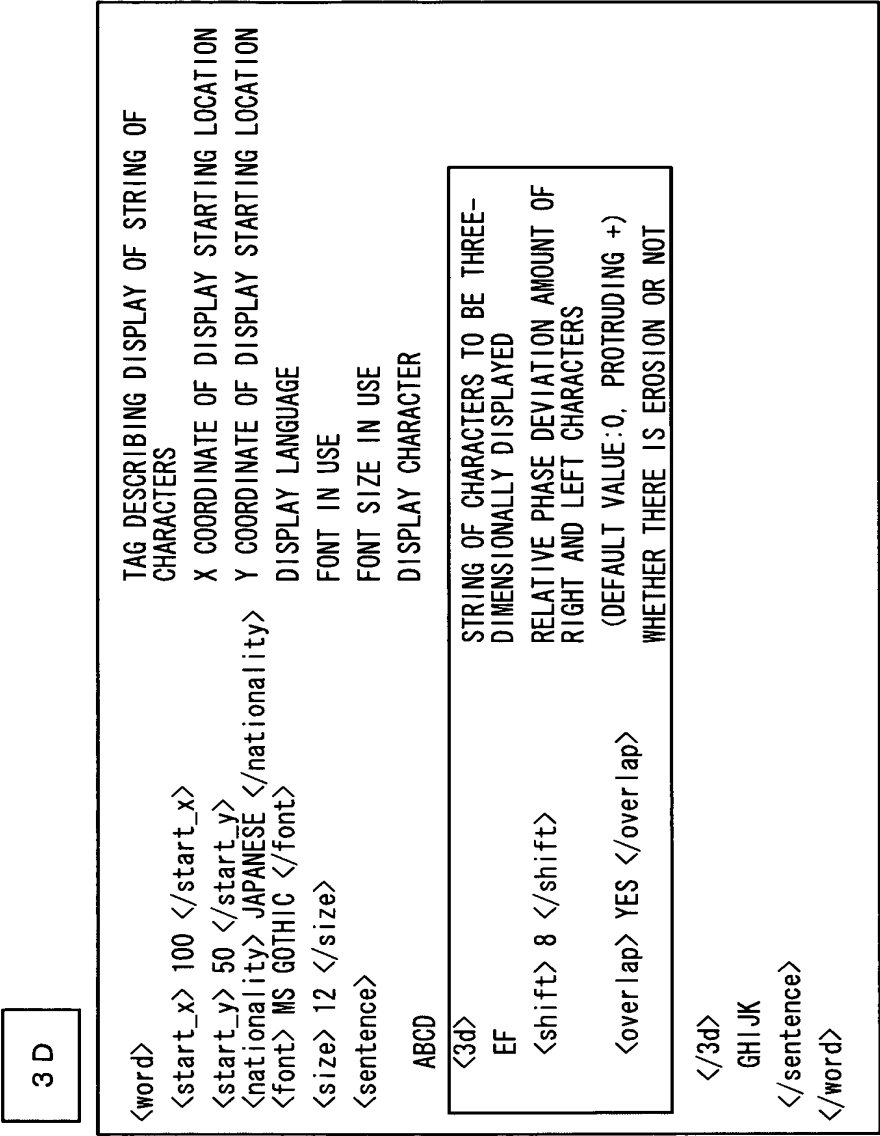 3D
<word> TAG DESCRIBING DISPLAY OF STRING OF
CHARACTERS
<start_x> 100 </start_x> X COORDINATE OF DISPLAY STARTING LOCATION
<start_y> 50 </start_y> Y COORDINATE OF DISPLAY STARTING LOCATION
<nationality> JAPANESE </nationality>
DISPLAY LANGUAGE
<font> MS GOTHIC </font> FONT IN USE
<size> 12 </size> FONT SIZE IN USE
<sentence> DISPLAY CHARACTER
ABCD
<3d> STRING OF CHARACTERS TO BE THREE-
EF DIMENSIONALLY DISPLAYED
<shift> 8 </shift> RELATIVE PHASE DEVIATION AMOUNT OF
RIGHT AND LEFT CHARACTERS
(DEFAULT VALUE:0, PROTRUDING +)
<overlap> YES </overlap> WHETHER THERE IS EROSION OR NOT
</3d>
GHIJK
</sentence>
</word>